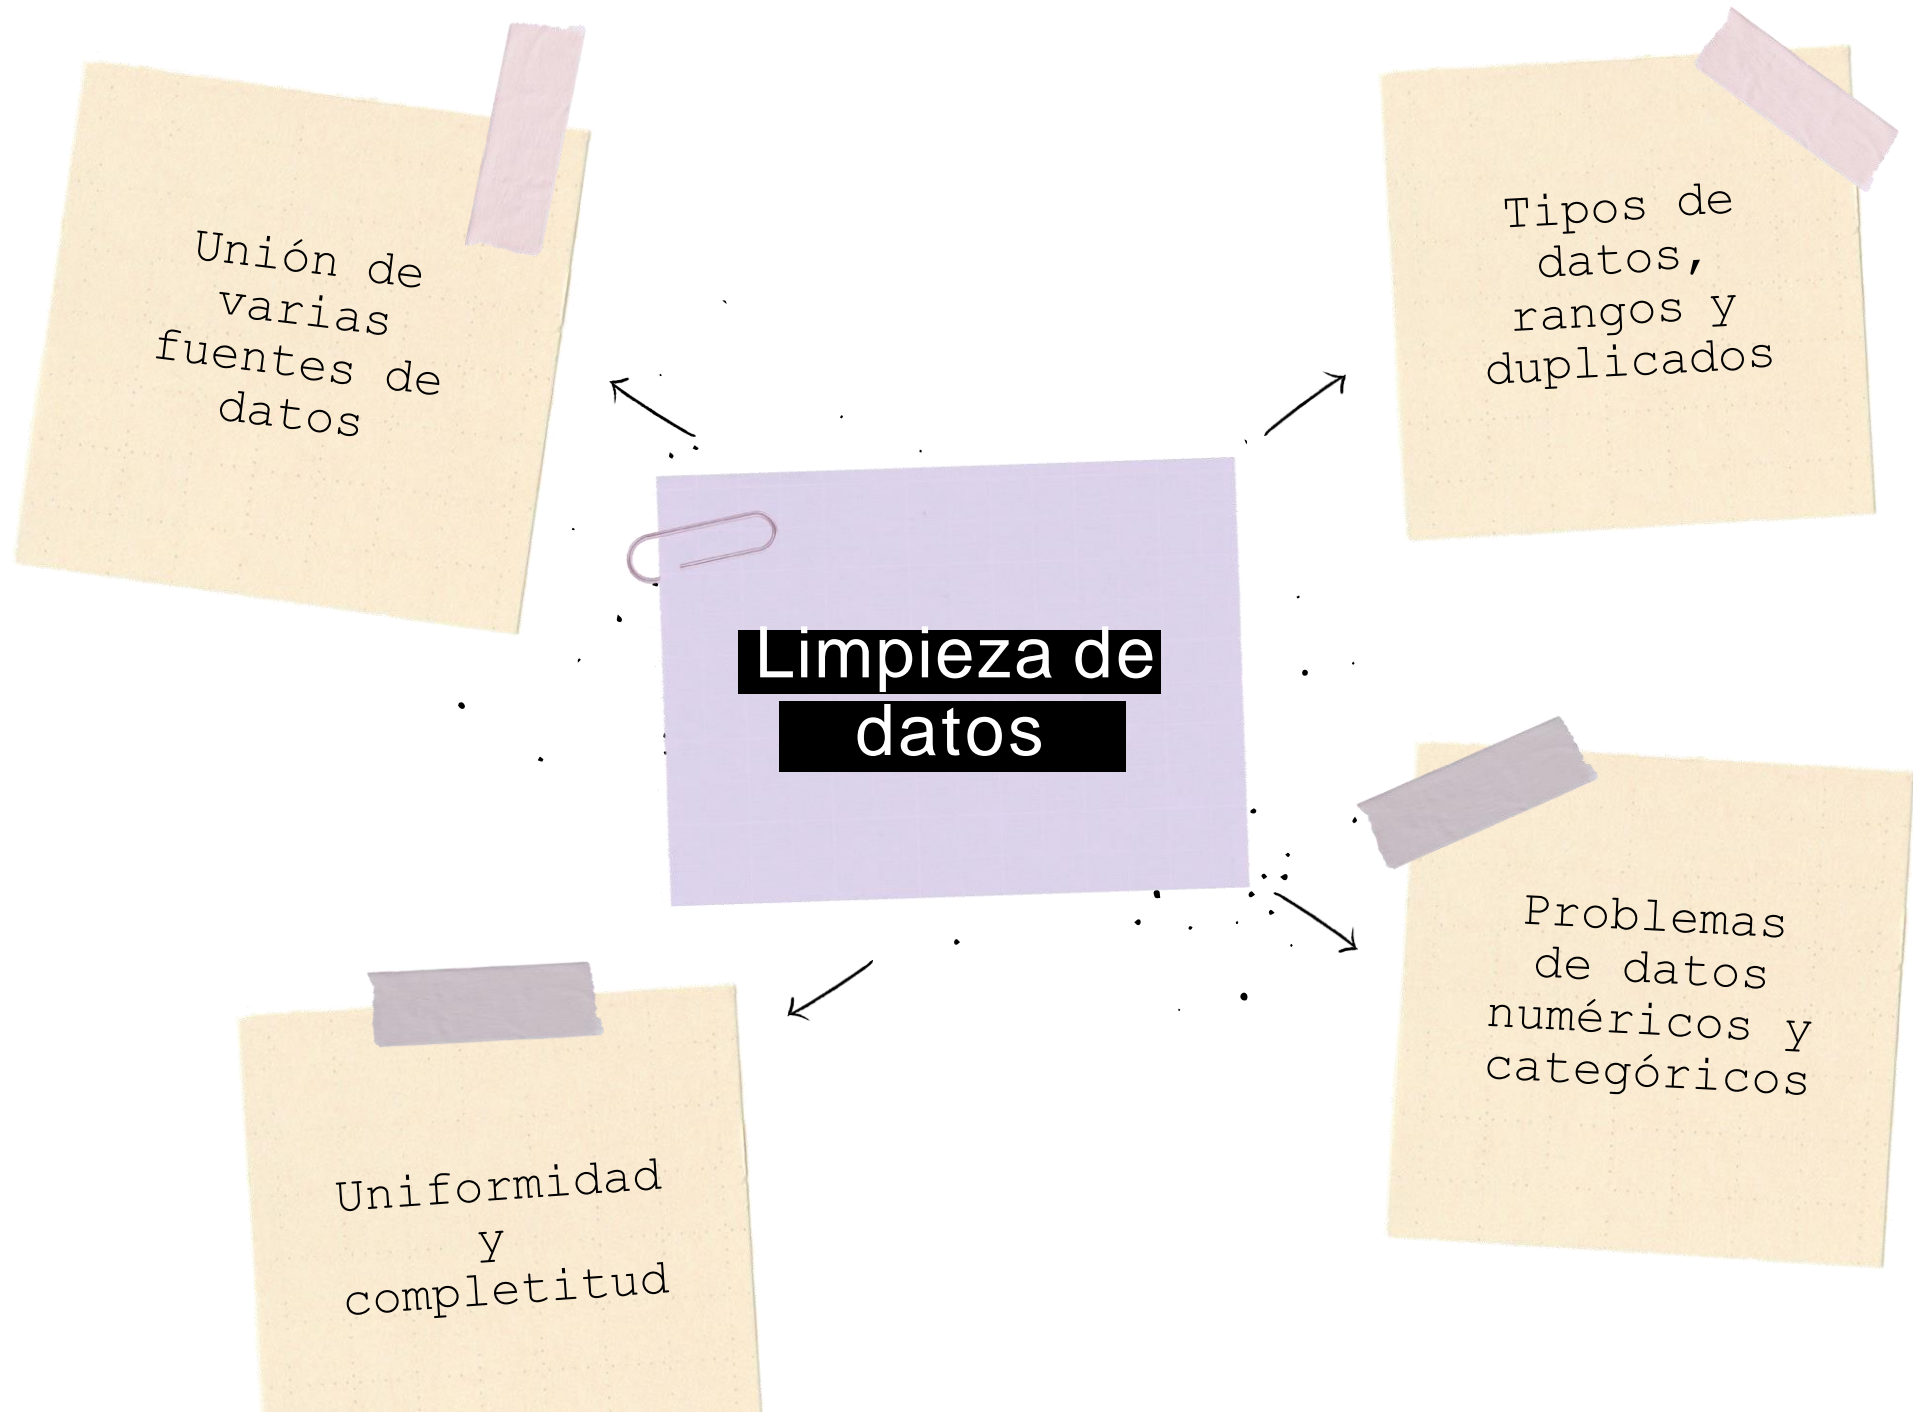 Unión de
varias
fuentes de
datos
Tipos de
datos,
rangos y
duplicados
Limpieza de
datos
Problemas
de datos
numéricos y
categóricos
Uniformidad
y
completitud